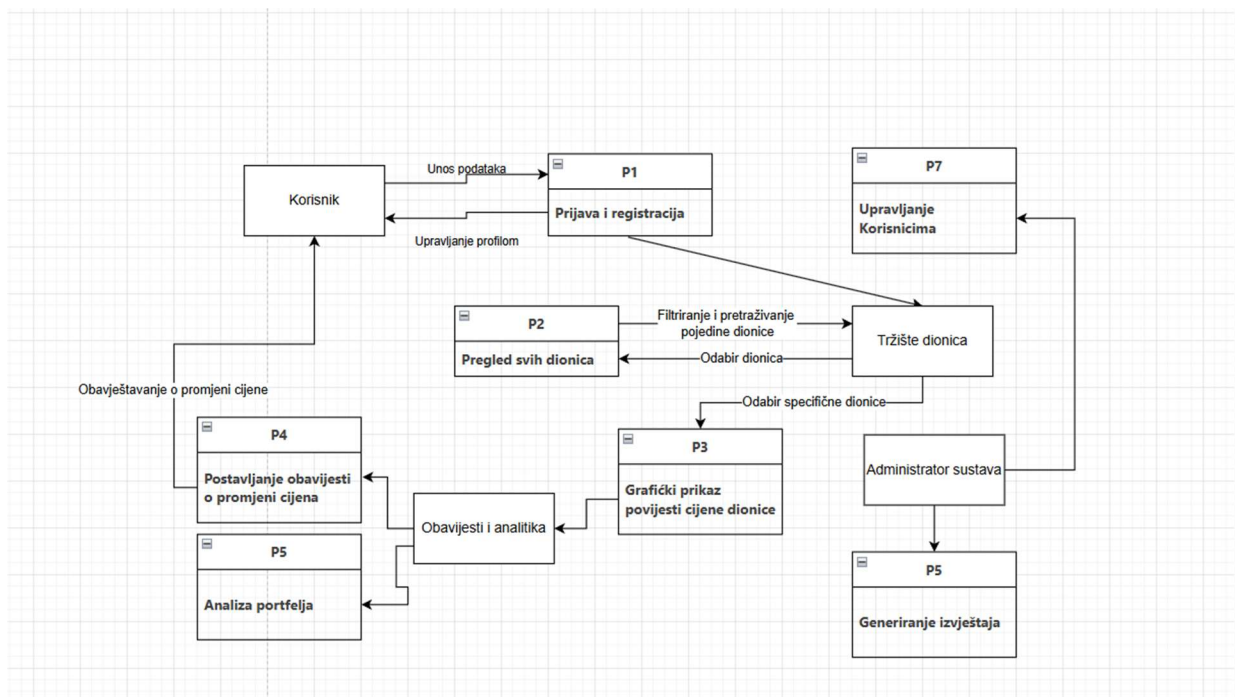 Korisnik
Unos podataka
Upravljanje profilom
P1
Prijava i registracija
P7
Upravljanje
Korisnicima
P2
Pregled svih dionica
Filtriranje i pretraživanje
pojedine dionice
Odabir dionica
Tržište dionica
Odabir specifične dionice
Obavještavanje o promjeni cijene
P4
Postavljanje obavijesti
o promjeni cijena
P3
Grafićki prikaz
povijesti cijene dionice
Administrator sustava
Obavijesti i analitika
P5
Analiza portfelja
P5
Generiranje izvještaja